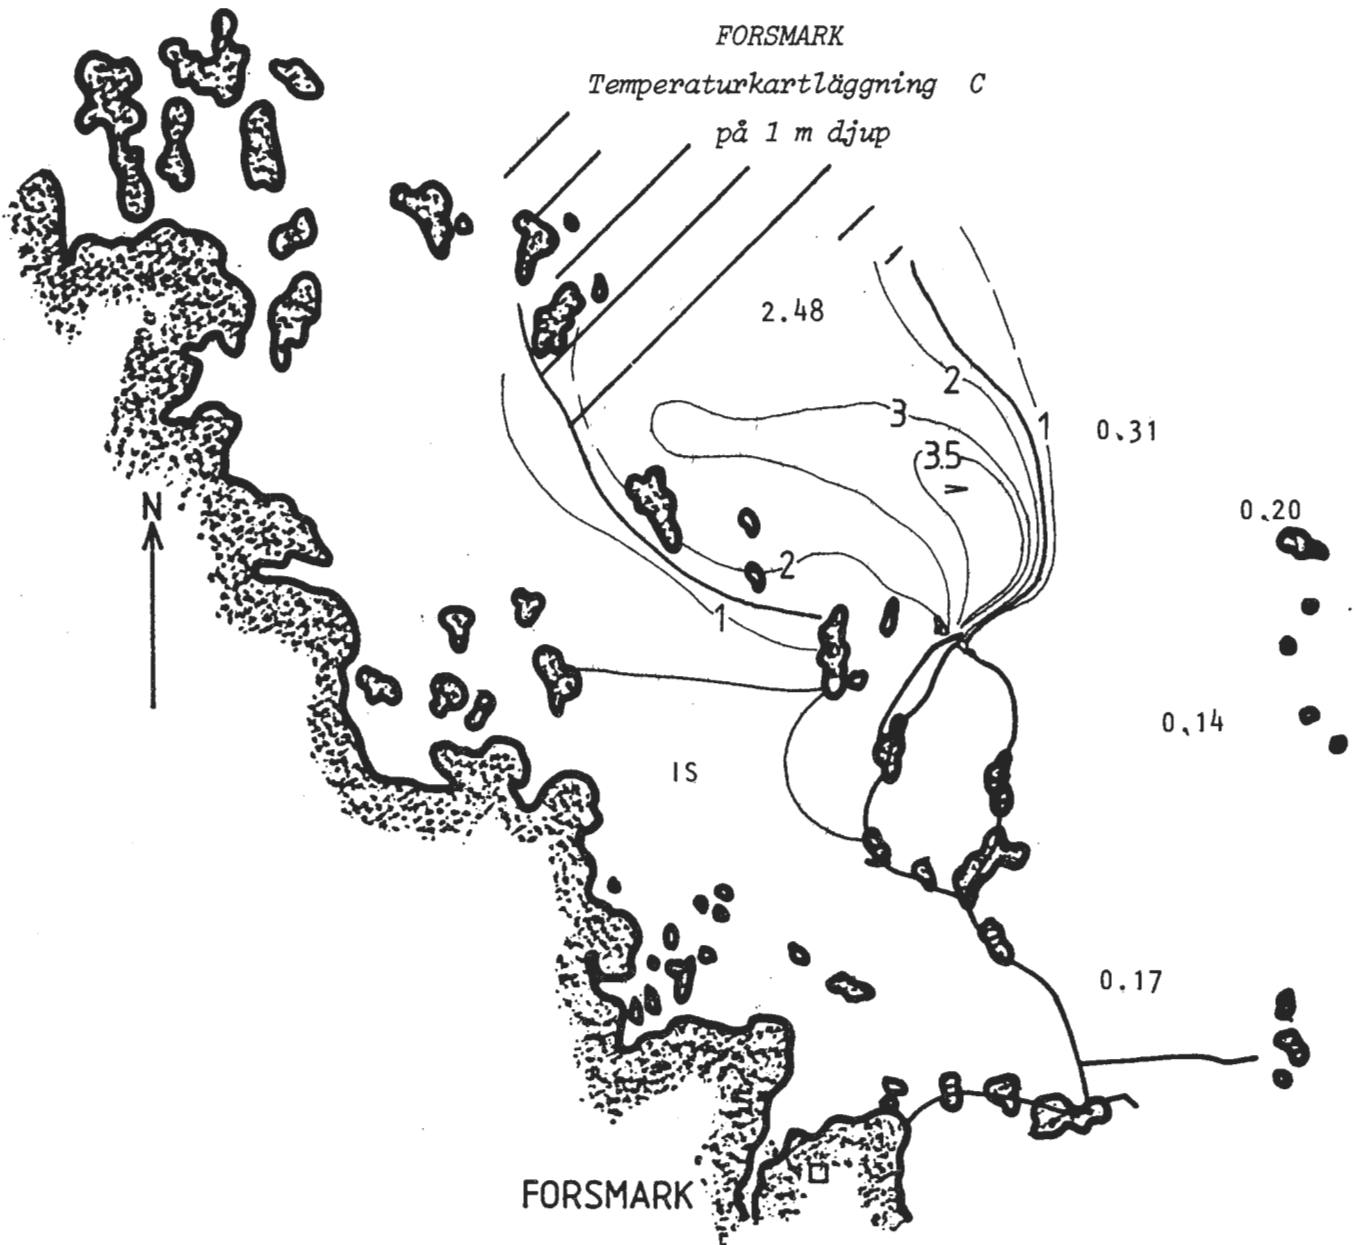 FORSMARK
Temperaturkartläggning C
på 1 m djup
2.48
2
3
1
0.31
3.5
>
N
0.20
2
1
0.14
IS
0.17
FORSMARK